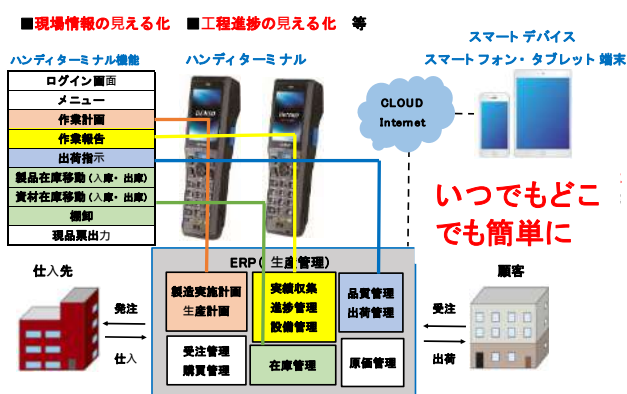 ■現場情報の見える化 ■工程進捗の見える化 等
ハンディターミナル機能
ハンディターミナル
スマートデバイス
スマートフォン・タブレット端末
ログイン画面
メニュー
作業計画
作業報告
出荷指示
製品在庫移動(入庫・出庫)
資材在庫移動(入庫・出庫)
棚卸
現品票出力
DENSO
DENSO
CLOUD
Internet
いつでもどこ
でも簡単に
ERP(生産管理)
仕入先
発注
仕入
製造実施計画
生産計画
実績収集
進捗管理
設備管理
品質管理
出荷管理
受注管理
購買管理
在庫管理
原価管理
顧客
受注
出荷